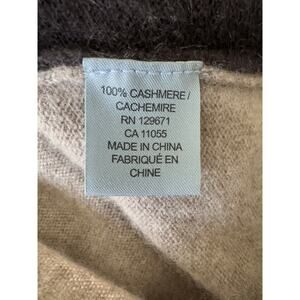 100% CASHMERE /
CACHEMIRE
RN 129671
CA 11055
MADE IN CHINA
FABRIQUÉ EN
CHINE